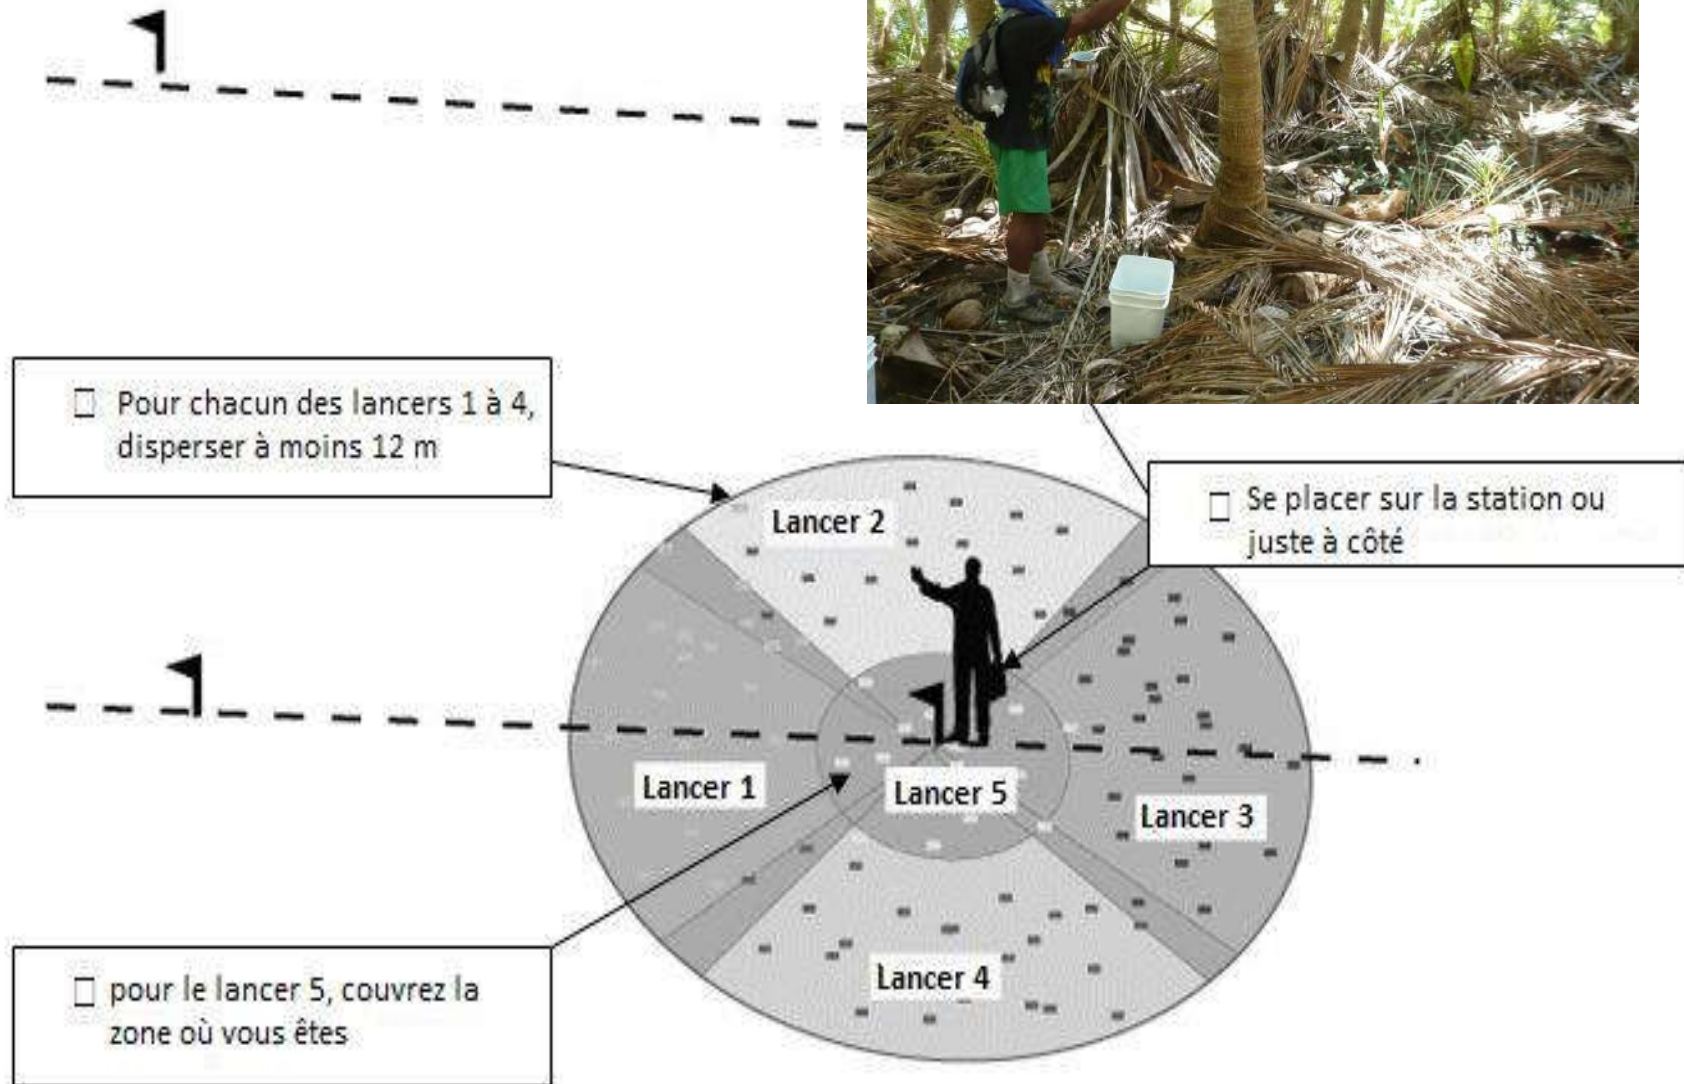 □ Pour chacun des lancers 1 à 4,
disperser à moins 12 m
□ Se placer sur la station ou
juste à côté
Lancer 2
Lancer 1
Lancer 5
Lancer 3
Lancer 4
□ pour le lancer 5, couvrez la
zone où vous êtes